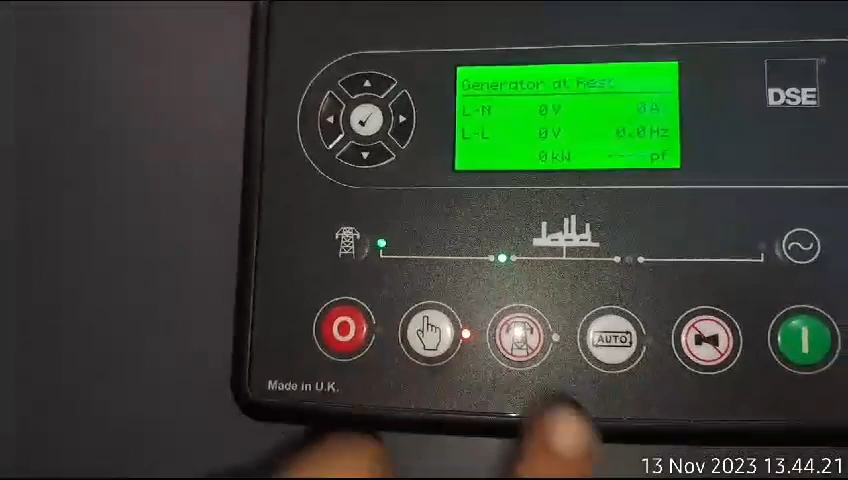 Generator at Rest
L-N 0V 0A
L-L 0V 0.0Hz
0kW ----pf
DSE
O
AUTO
I
Made in U.K.
13 Nov 2023 13.44.21